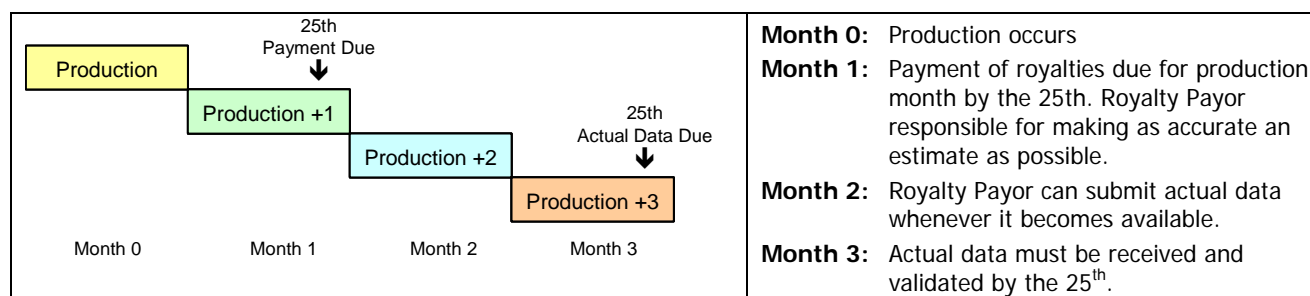 25th
Payment Due
Production
Production +1
25th
Actual Data Due
Production +2
Production +3
Month 0
Month 1
Month 2
Month 3
Month 0: Production occurs
Month 1: Payment of royalties due for production
month by the 25th. Royalty Payor
responsible for making as accurate an
estimate as possible.
Month 2: Royalty Payor can submit actual data
whenever it becomes available.
Month 3: Actual data must be received and
validated by the 25th.